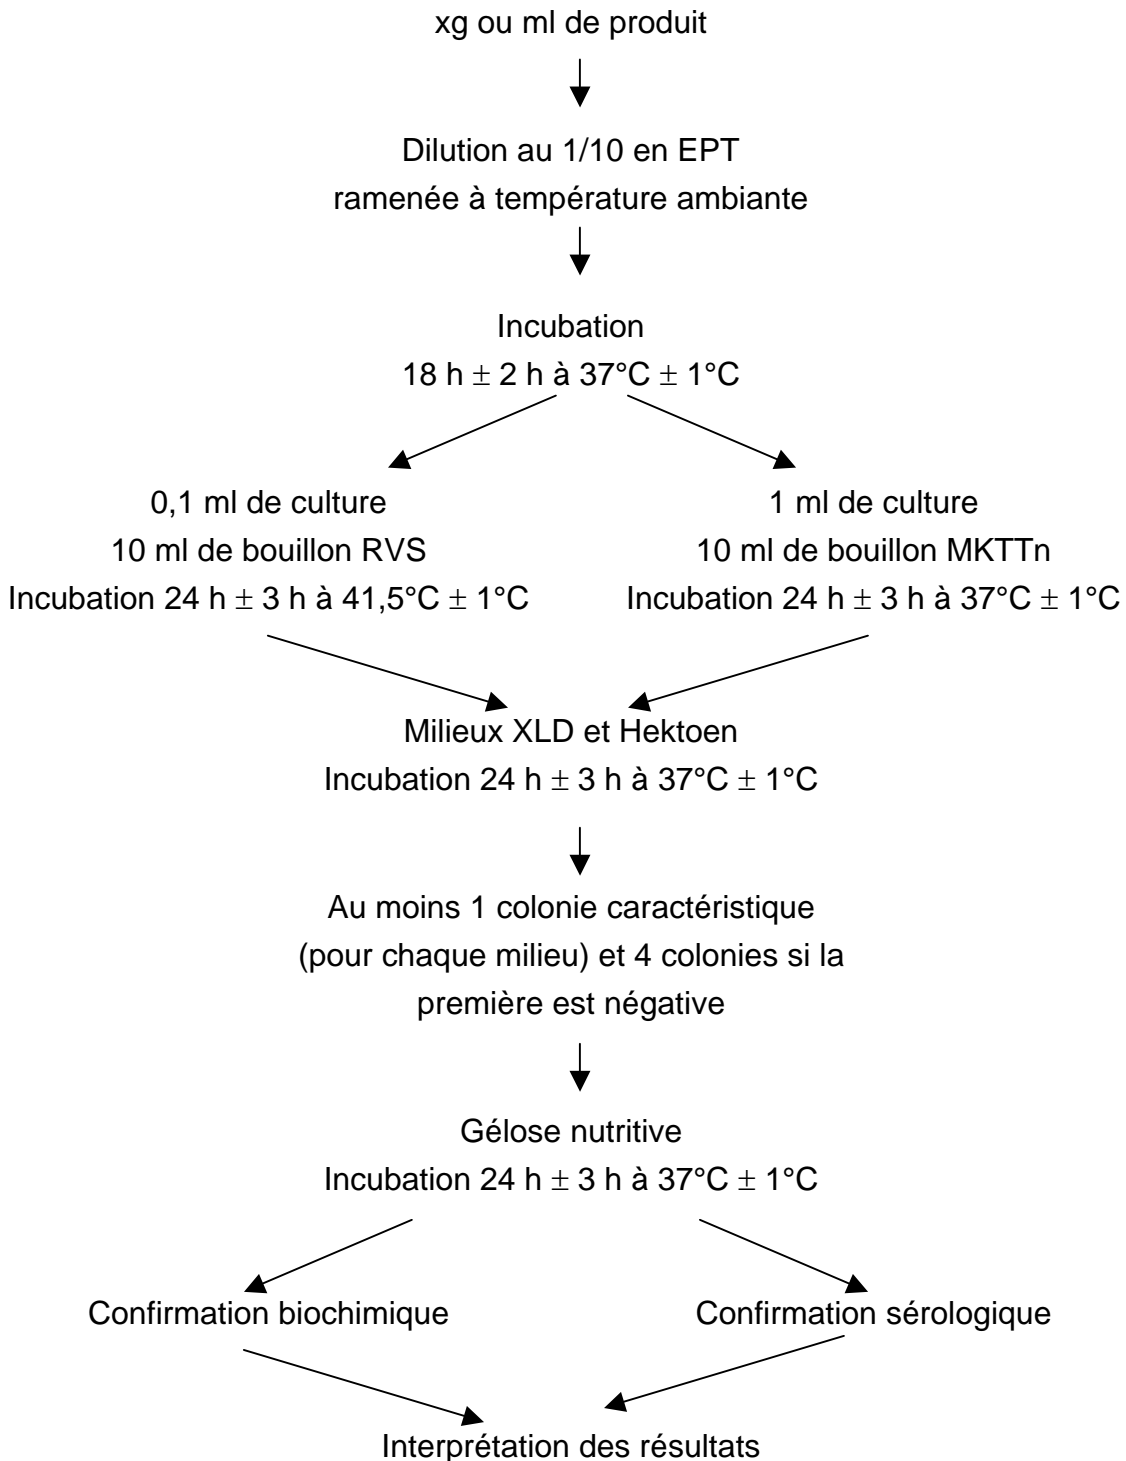 xg ou ml de produit
Dilution au 1/10 en EPT
ramenée à température ambiante
Incubation
18 h ± 2 h à 37°C ± 1°C
0,1 ml de culture
10 ml de bouillon RVS
Incubation 24 h ± 3 h à 41,5°C ± 1°C
1 ml de culture
10 ml de bouillon MKTTn
Incubation 24 h ± 3 h à 37°C ± 1°C
Milieux XLD et Hektoen
Incubation 24 h ± 3 h à 37°C ± 1°C
Au moins 1 colonie caractéristique
(pour chaque milieu) et 4 colonies si la
première est négative
Gélose nutritive
Incubation 24 h ± 3 h à 37°C ± 1°C
Confirmation biochimique
Confirmation sérologique
Interprétation des résultats